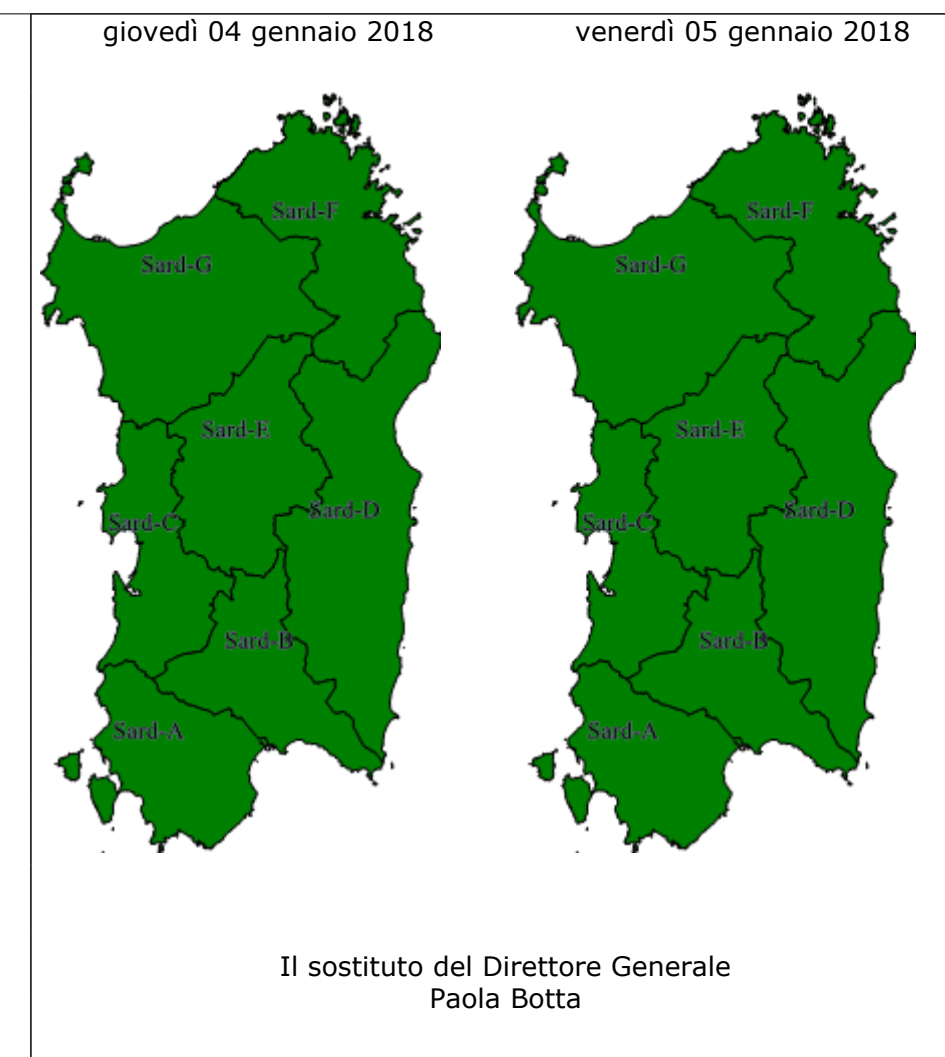 giovedì 04 gennaio 2018
venerdì 05 gennaio 2018
Sard-F
Sard-G
Sard-E
Sard-D
Sard-C
Sard-B
Sard-A
Sard-F
Sard-G
Sard-E
Sard-D
Sard-C
Sard-B
Sard-A
Il sostituto del Direttore Generale
Paola Botta